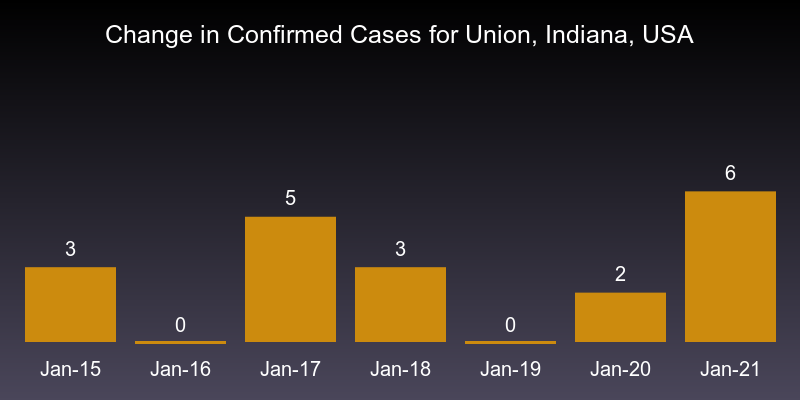 Change in Confirmed Cases for Union, Indiana, USA
3 0 5 3 0 2 6
Jan-15 Jan-16 Jan-17 Jan-18 Jan-19 Jan-20 Jan-21